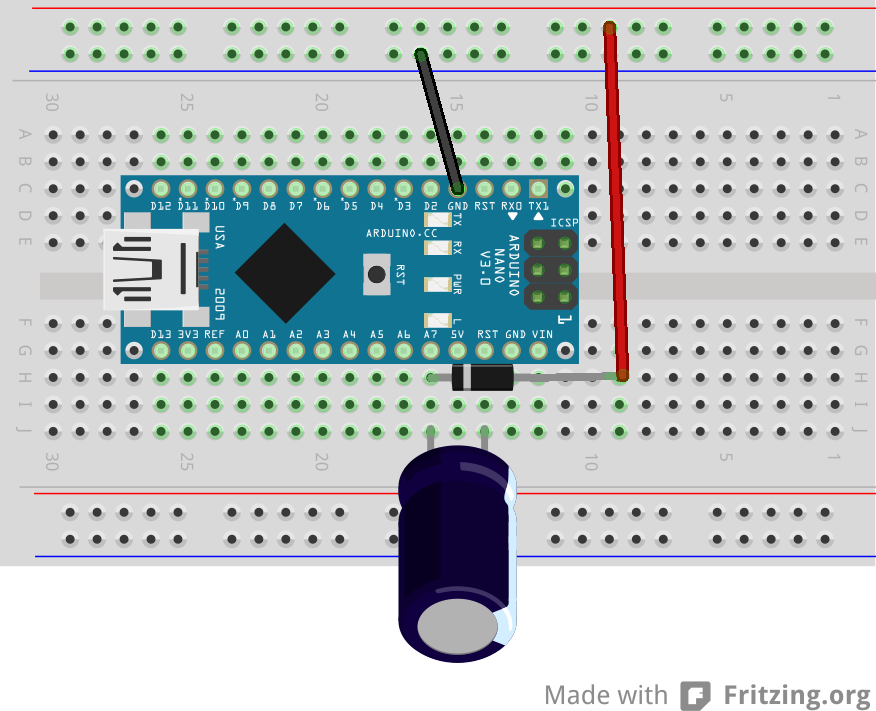 30 25 20 15 10 5 1
A A
B B
C C
D12 D11 D10 D9 D8 D7 D6 D5 D4 D3 D2 GND RST RX0 TX1
D D
TX
ICSP
ARDUINO.CC
USA
E E
RX
ARDUINO
NANO
V3.0
RST
PWR
2009
1
L
F F
D13 3V3 REF A0 A1 A2 A3 A4 A5 A6 A7 5V RST GND VIN
G G
H H
I I
J J
30 25 20 10 5 1
Made with Fritzing.org